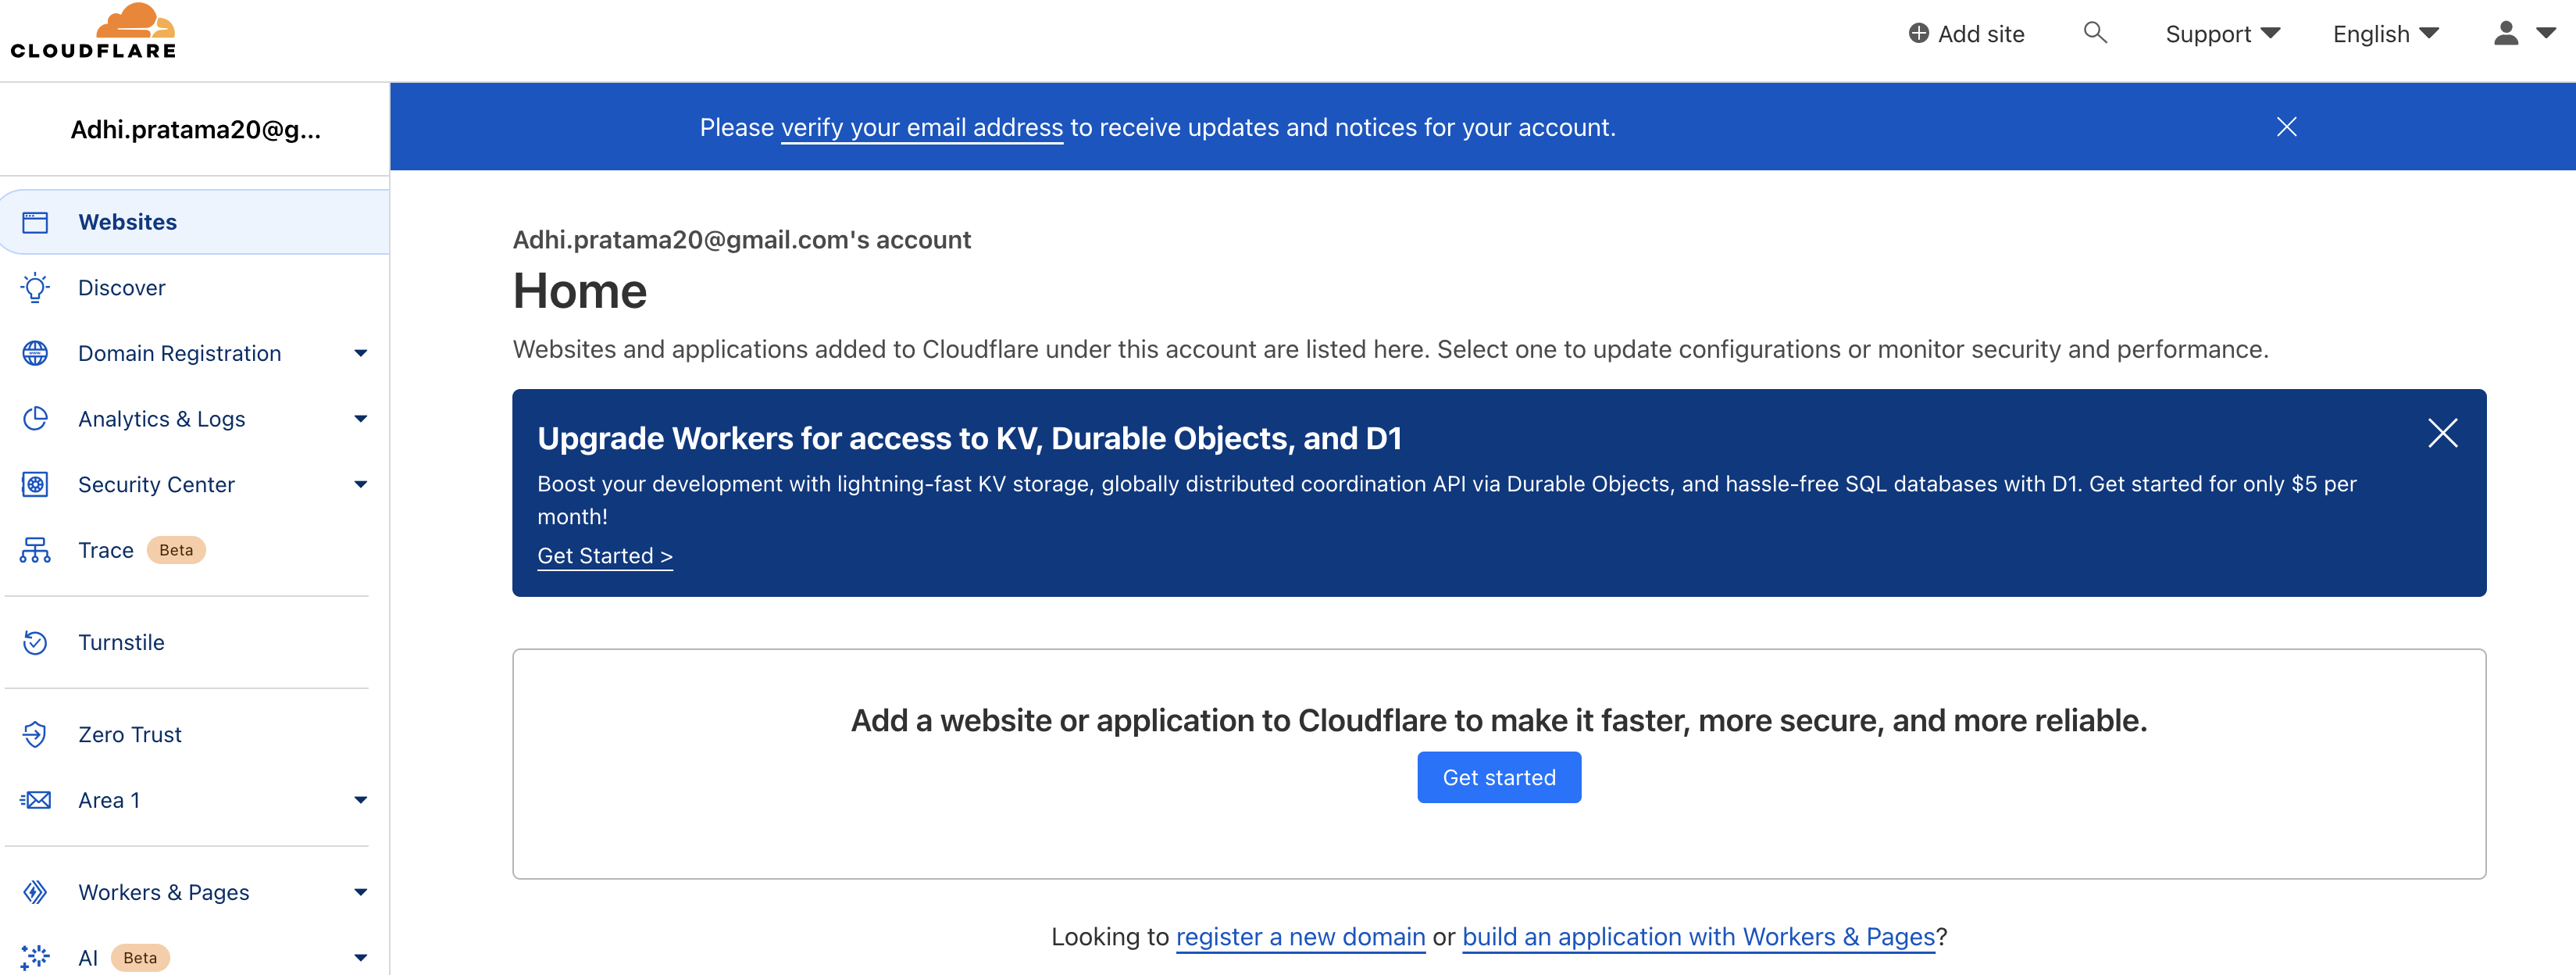 CLOUDFLARE
Add site
Support
English
Adhi.pratama20@g...
Please verify your email address to receive updates and notices for your account.
Websites
Discover
Domain Registration
Analytics & Logs
Security Center
Trace Beta
Turnstile
Zero Trust
Area 1
Workers & Pages
AI Beta
Adhi.pratama20@gmail.com's account
Home
Websites and applications added to Cloudflare under this account are listed here. Select one to update configurations or monitor security and performance.
Upgrade Workers for access to KV, Durable Objects, and D1
Boost your development with lightning-fast KV storage, globally distributed coordination API via Durable Objects, and hassle-free SQL databases with D1. Get started for only $5 per
month!
Get Started >
Add a website or application to Cloudflare to make it faster, more secure, and more reliable.
Get started
Looking to register a new domain or build an application with Workers & Pages?